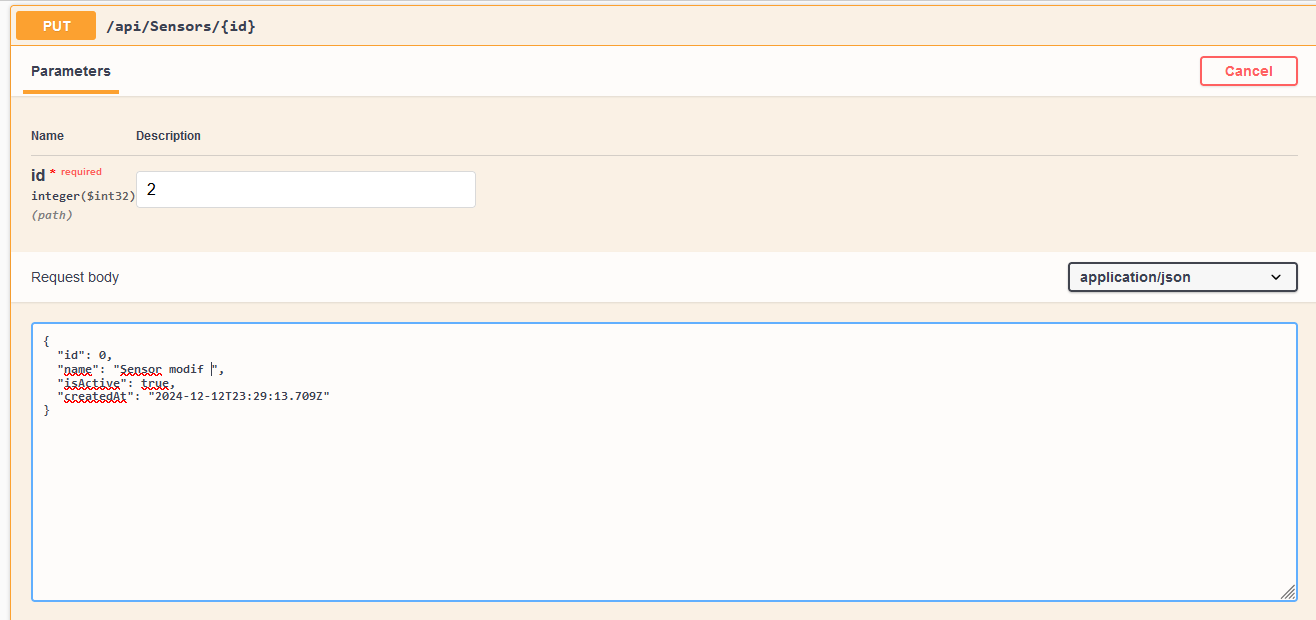 PUT /api/Sensors/{id}
Parameters Cancel
Name Description
id * required
integer($int32) 2
(path)
Request body application/json
{
  "id": 0,
  "name": "Sensor modif ",
  "isActive": true,
  "createdAt": "2024-12-12T23:29:13.709Z"
}